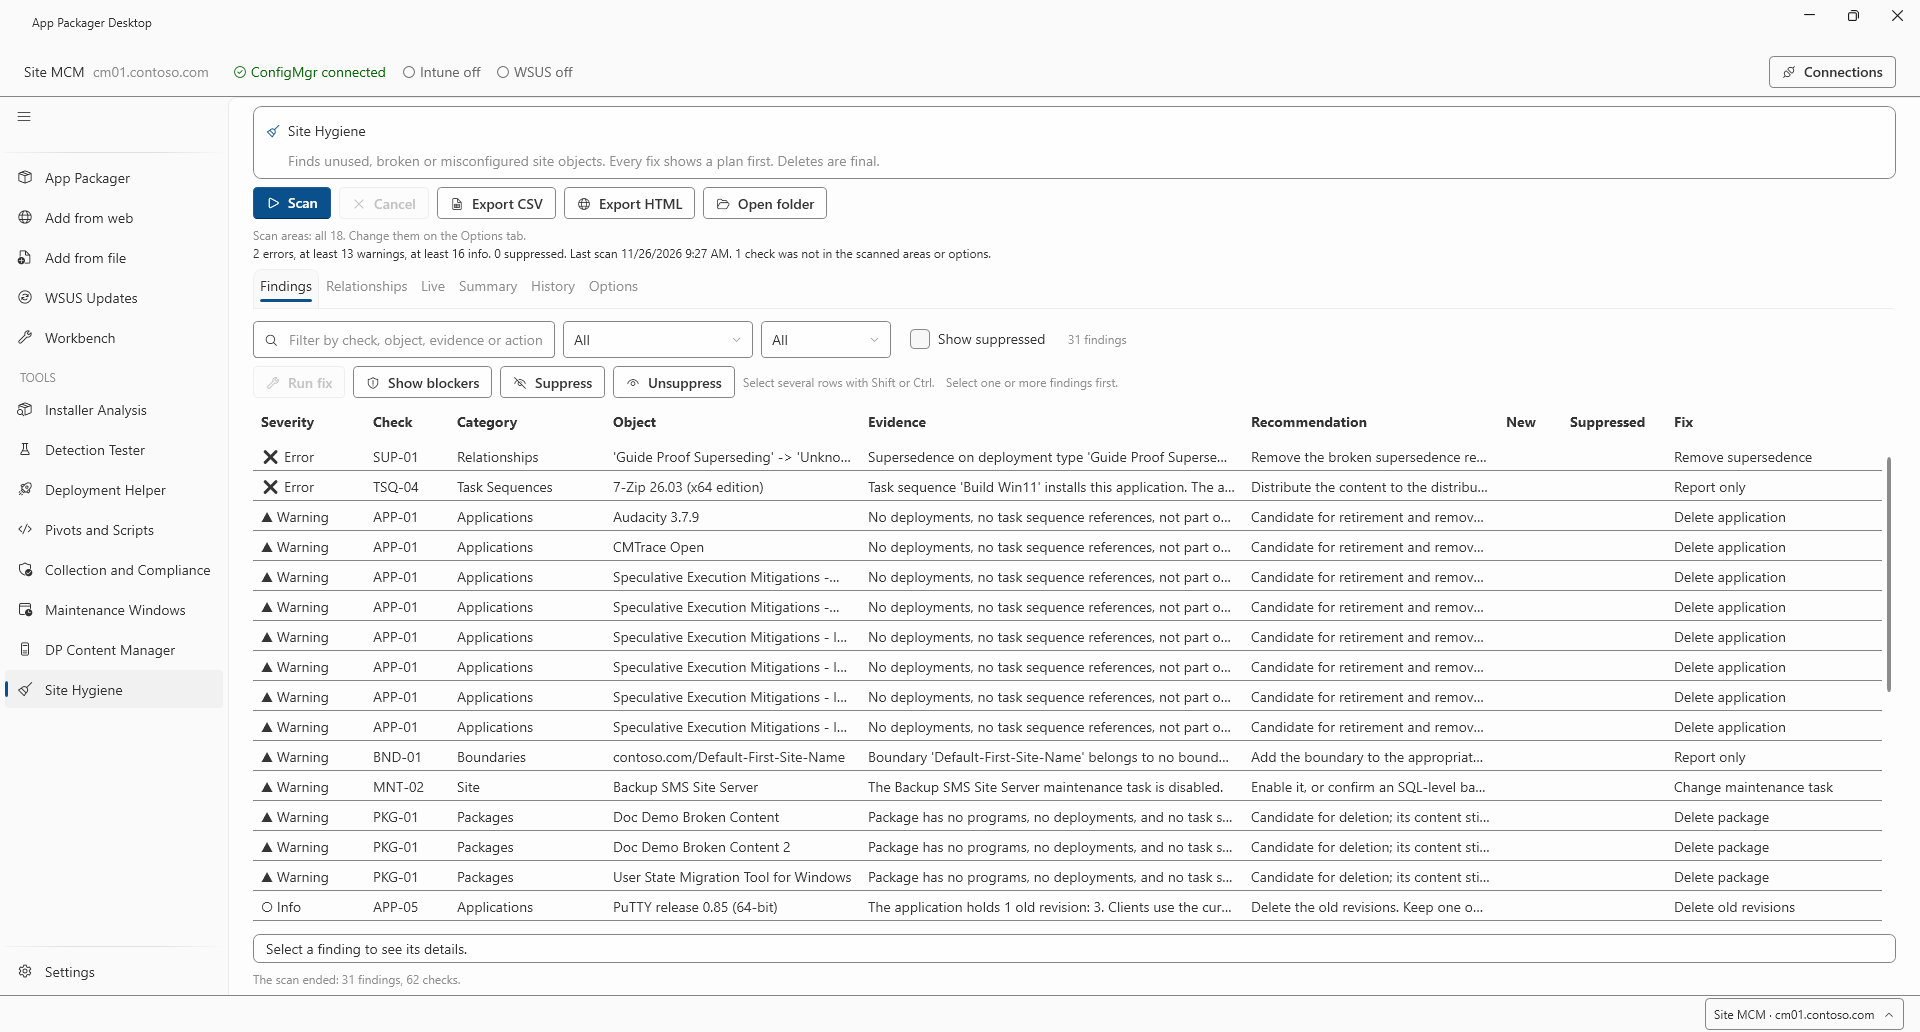 App Packager Desktop
Site MCM cm01.contoso.com ConfigMgr connected Intune off WSUS off Connections
Site Hygiene
Finds unused, broken or misconfigured site objects. Every fix shows a plan first. Deletes are final.
App Packager
Add from web
Add from file
WSUS Updates
Workbench
TOOLS
Installer Analysis
Detection Tester
Deployment Helper
Pivots and Scripts
Collection and Compliance
Maintenance Windows
DP Content Manager
Site Hygiene
Settings
Scan Cancel Export CSV Export HTML Open folder
Scan areas: all 18. Change them on the Options tab.
2 errors, at least 13 warnings, at least 16 info. 0 suppressed. Last scan 11/26/2026 9:27 AM. 1 check was not in the scanned areas or options.
Findings Relationships Live Summary History Options
Filter by check, object, evidence or action All All Show suppressed 31 findings
Run fix Show blockers Suppress Unsuppress Select several rows with Shift or Ctrl. Select one or more findings first.
Severity Check Category Object Evidence Recommendation New Suppressed Fix
Error SUP-01 Relationships 'Guide Proof Superseding' -> 'Unkno... Supersedence on deployment type 'Guide Proof Superse... Remove the broken supersedence re... Remove supersedence
Error TSQ-04 Task Sequences 7-Zip 26.03 (x64 edition) Task sequence 'Build Win11' installs this application. The a... Distribute the content to the distribu... Report only
Warning APP-01 Applications Audacity 3.7.9 No deployments, no task sequence references, not part o... Candidate for retirement and remov... Delete application
Warning APP-01 Applications CMTrace Open No deployments, no task sequence references, not part o... Candidate for retirement and remov... Delete application
Warning APP-01 Applications Speculative Execution Mitigations -... No deployments, no task sequence references, not part o... Candidate for retirement and remov... Delete application
Warning APP-01 Applications Speculative Execution Mitigations -... No deployments, no task sequence references, not part o... Candidate for retirement and remov... Delete application
Warning APP-01 Applications Speculative Execution Mitigations - I... No deployments, no task sequence references, not part o... Candidate for retirement and remov... Delete application
Warning APP-01 Applications Speculative Execution Mitigations - I... No deployments, no task sequence references, not part o... Candidate for retirement and remov... Delete application
Warning APP-01 Applications Speculative Execution Mitigations - I... No deployments, no task sequence references, not part o... Candidate for retirement and remov... Delete application
Warning APP-01 Applications Speculative Execution Mitigations - I... No deployments, no task sequence references, not part o... Candidate for retirement and remov... Delete application
Warning BND-01 Boundaries contoso.com/Default-First-Site-Name Boundary 'Default-First-Site-Name' belongs to no bound... Add the boundary to the appropriat... Report only
Warning MNT-02 Site Backup SMS Site Server The Backup SMS Site Server maintenance task is disabled. Enable it, or confirm an SQL-level ba... Change maintenance task
Warning PKG-01 Packages Doc Demo Broken Content Package has no programs, no deployments, and no task s... Candidate for deletion; its content sti... Delete package
Warning PKG-01 Packages Doc Demo Broken Content 2 Package has no programs, no deployments, and no task s... Candidate for deletion; its content sti... Delete package
Warning PKG-01 Packages User State Migration Tool for Windows Package has no programs, no deployments, and no task s... Candidate for deletion; its content sti... Delete package
Info APP-05 Applications PuTTY release 0.85 (64-bit) The application holds 1 old revision: 3. Clients use the cur... Delete the old revisions. Keep one o... Delete old revisions
Select a finding to see its details.
The scan ended: 31 findings, 62 checks.
Site MCM · cm01.contoso.com